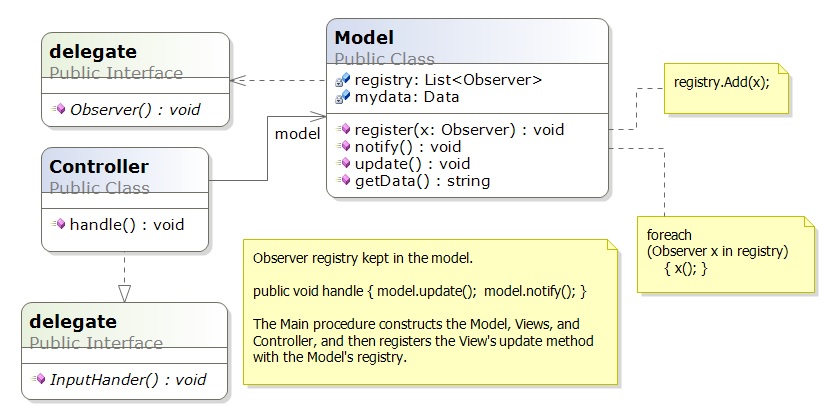 delegate
Public Interface
Observer() : void
Model
Public Class
registry: List<Observer>
mydata: Data
register(x: Observer) : void
notify() : void
update() : void
getData() : string
registry.Add(x);
model
Controller
Public Class
handle() : void
foreach
(Observer x in registry)
{ x(); }
Observer registry kept in the model.
public void handle { model.update();  model.notify(); }
The Main procedure constructs the Model, Views, and
Controller, and then registers the View's update method
with the Model's registry.
delegate
Public Interface
InputHander() : void